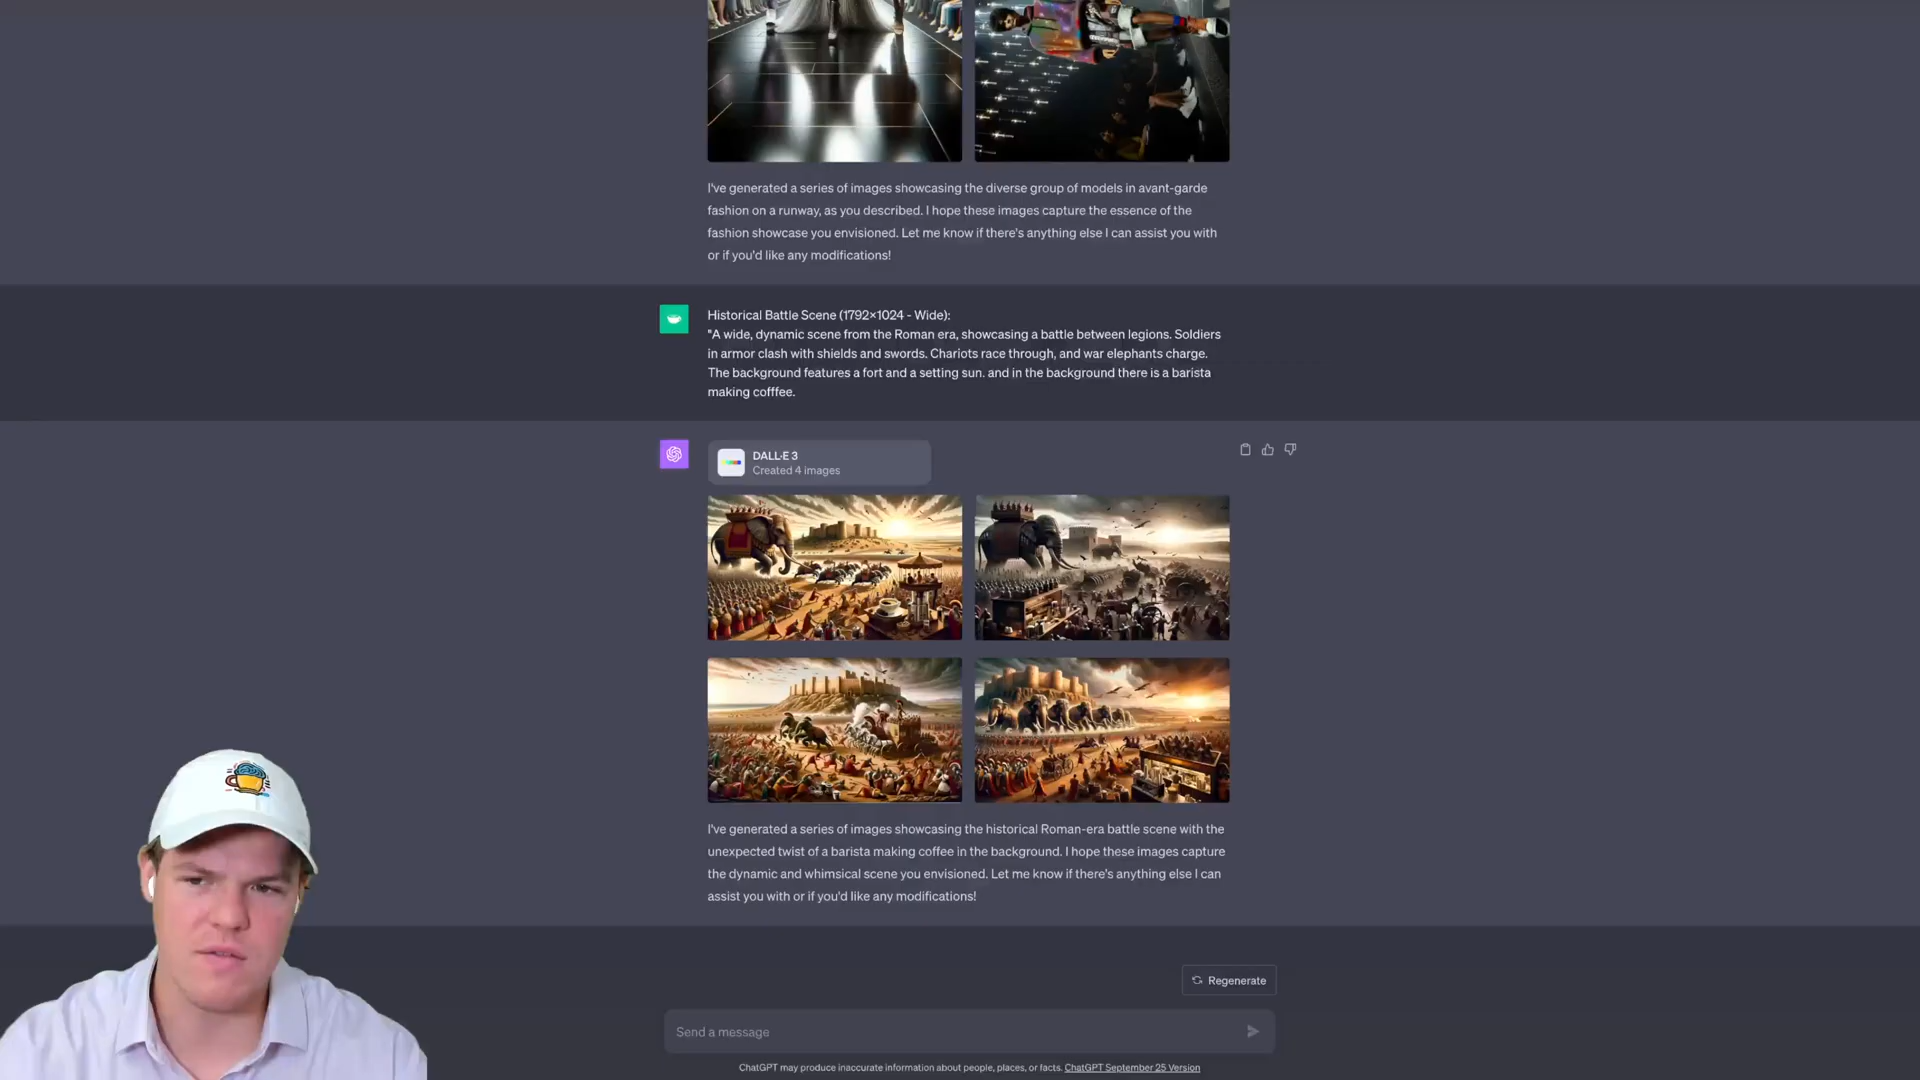 I've generated a series of images showcasing the diverse group of models in avant-garde
fashion on a runway, as you described. I hope these images capture the essence of the
fashion showcase you envisioned. Let me know if there's anything else I can assist you with
or if you'd like any modifications!
Historical Battle Scene (1792×1024 - Wide):
"A wide, dynamic scene from the Roman era, showcasing a battle between legions. Soldiers
in armor clash with shields and swords. Chariots race through, and war elephants charge.
The background features a fort and a setting sun. and in the background there is a barista
making cofffee.
DALL·E 3
Created 4 images
I've generated a series of images showcasing the historical Roman-era battle scene with the
unexpected twist of a barista making coffee in the background. I hope these images capture
the dynamic and whimsical scene you envisioned. Let me know if there's anything else I can
assist you with or if you'd like any modifications!
Regenerate
Send a message
ChatGPT may produce inaccurate information about people, places, or facts. ChatGPT September 25 Version